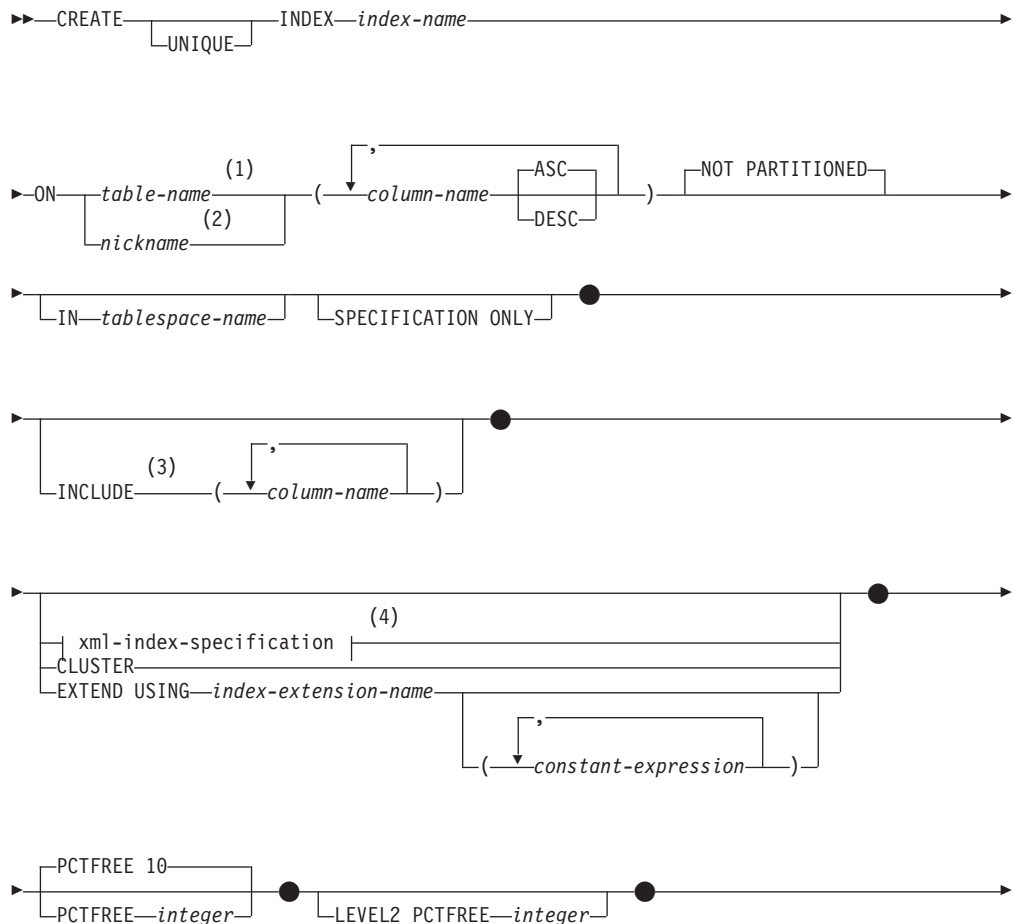 CREATE INDEX index-name
UNIQUE
,
(1) ASC NOT PARTITIONED
ON table-name ( column-name )
(2) DESC
nickname
IN tablespace-name SPECIFICATION ONLY
,
(3)
INCLUDE ( column-name )
(4)
xml-index-specification
CLUSTER
EXTEND USING index-extension-name
,
( constant-expression )
PCTFREE 10
PCTFREE integer LEVEL2 PCTFREE integer